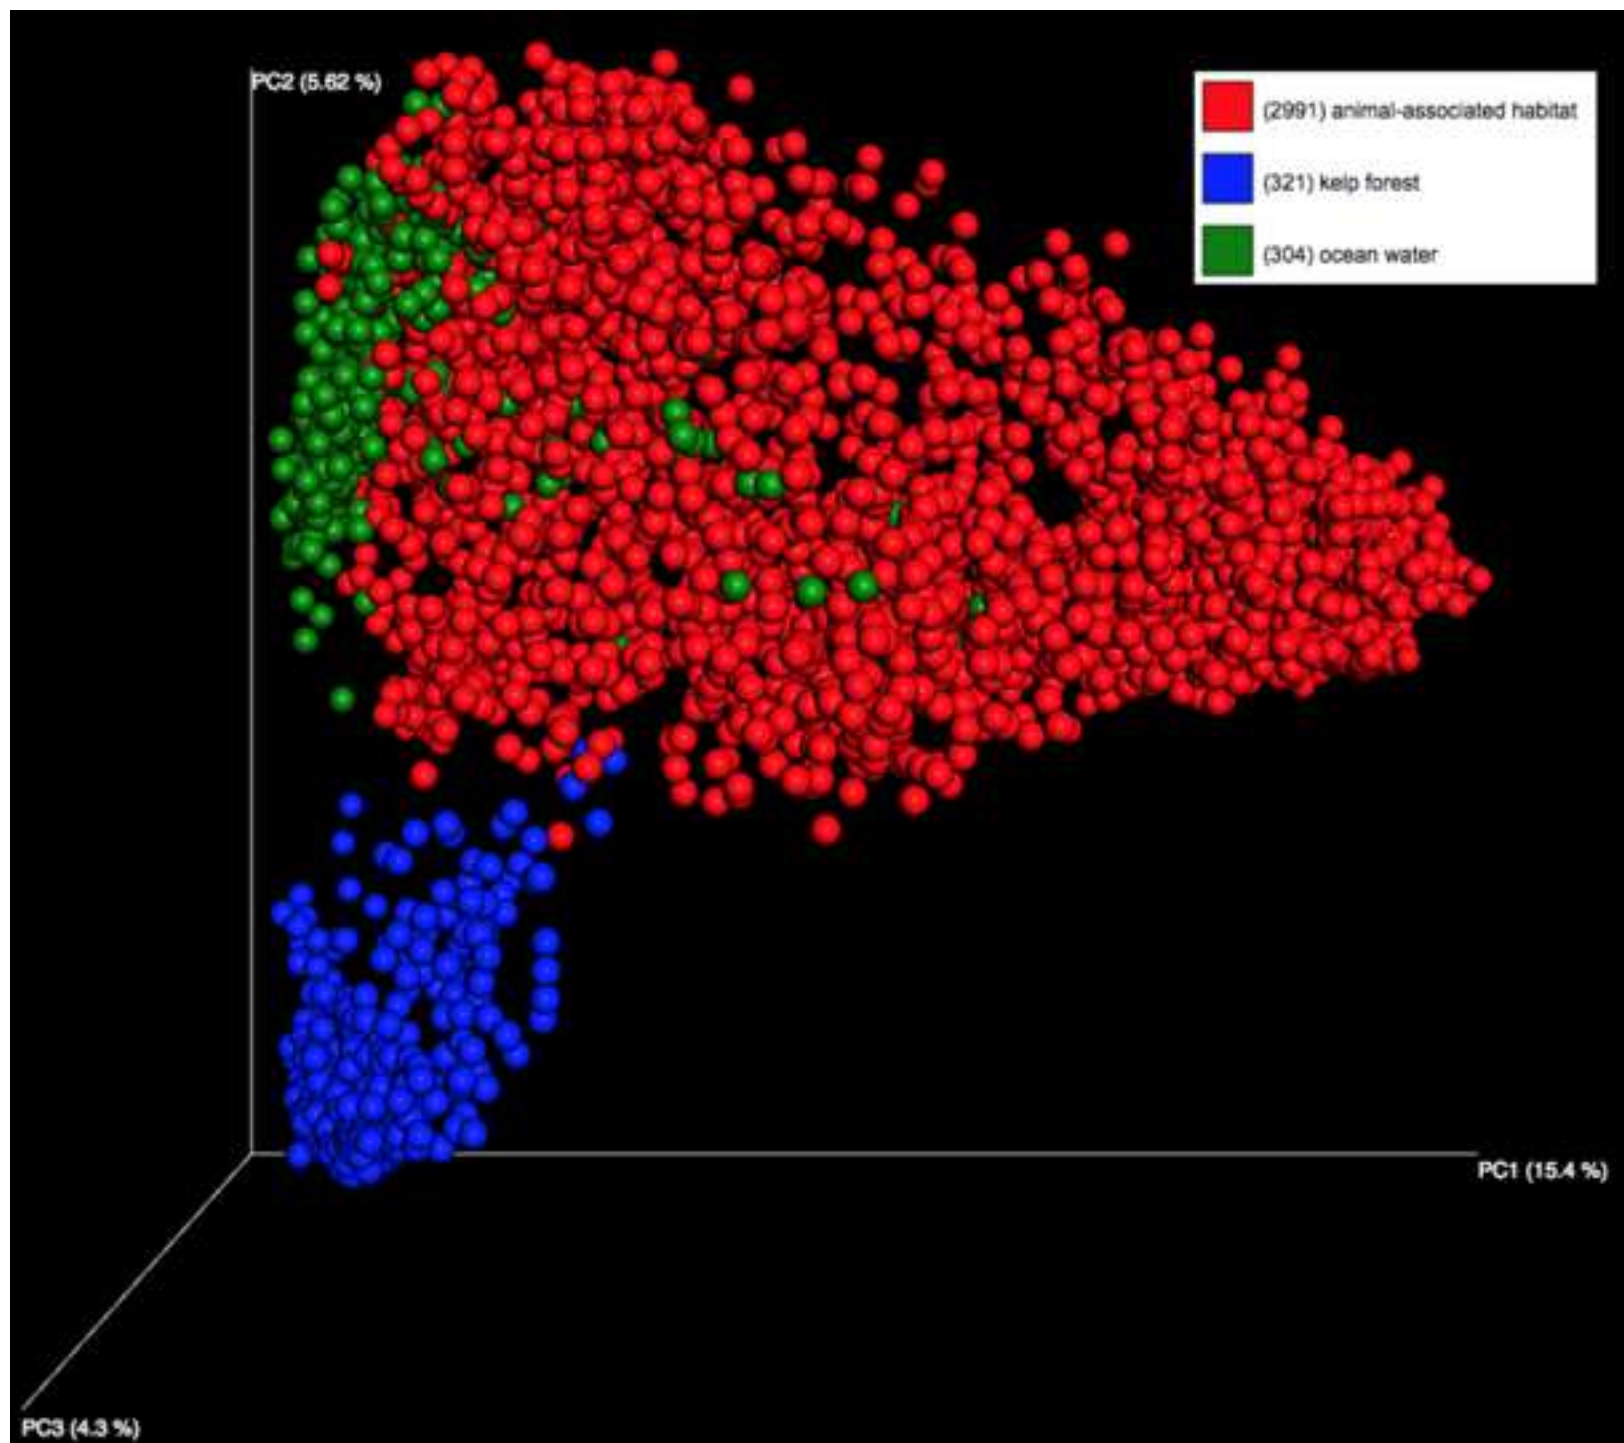 PC2 (5.62 %)
(2991) animal-associated habitat
(321) kelp forest
(304) ocean water
PC1 (15.4 %)
PC3 (4.3 %)